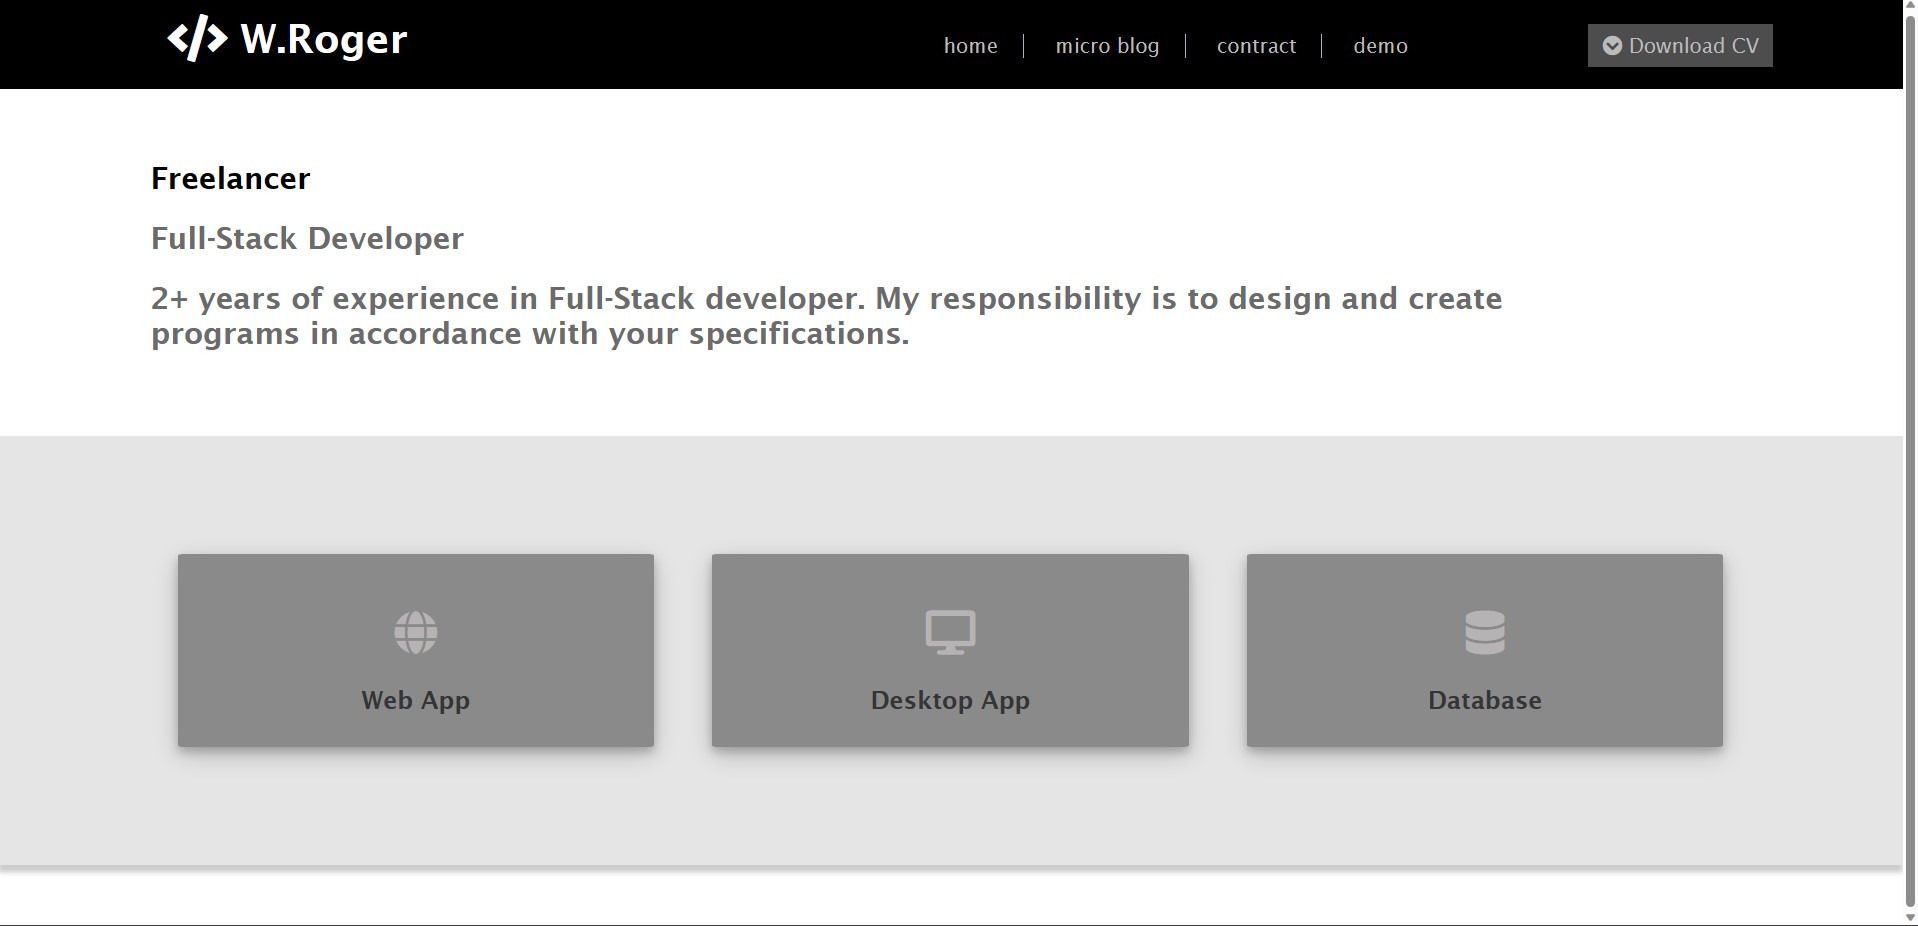 W.Roger
home
micro blog
contract
demo
Download CV
Freelancer
Full-Stack Developer
2+ years of experience in Full-Stack developer. My responsibility is to design and create
programs in accordance with your specifications.
Web App
Desktop App
Database